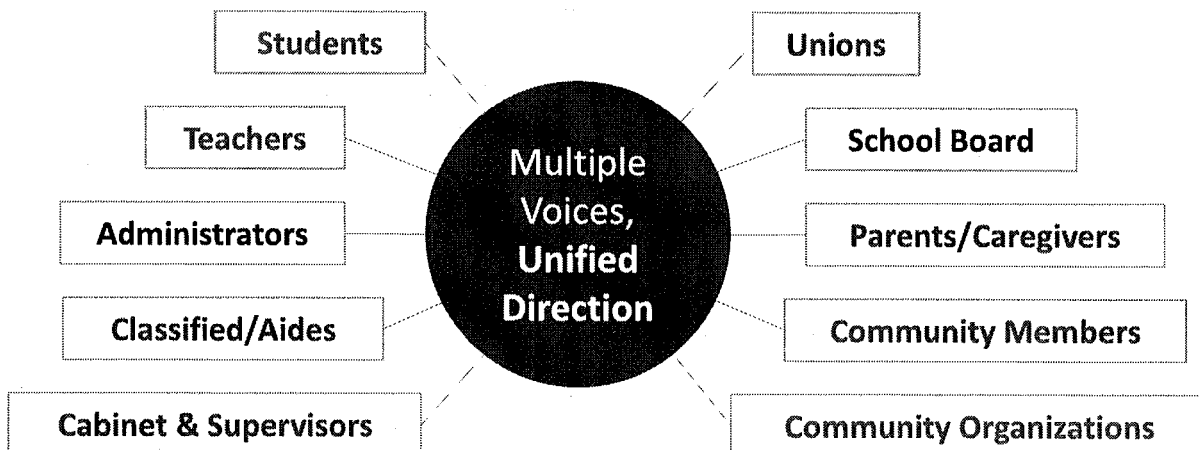 Students
Unions
Teachers
School Board
Multiple
Voices,
Unified
Direction
Administrators
Parents/Caregivers
Classified/Aides
Community Members
Cabinet & Supervisors
Community Organizations